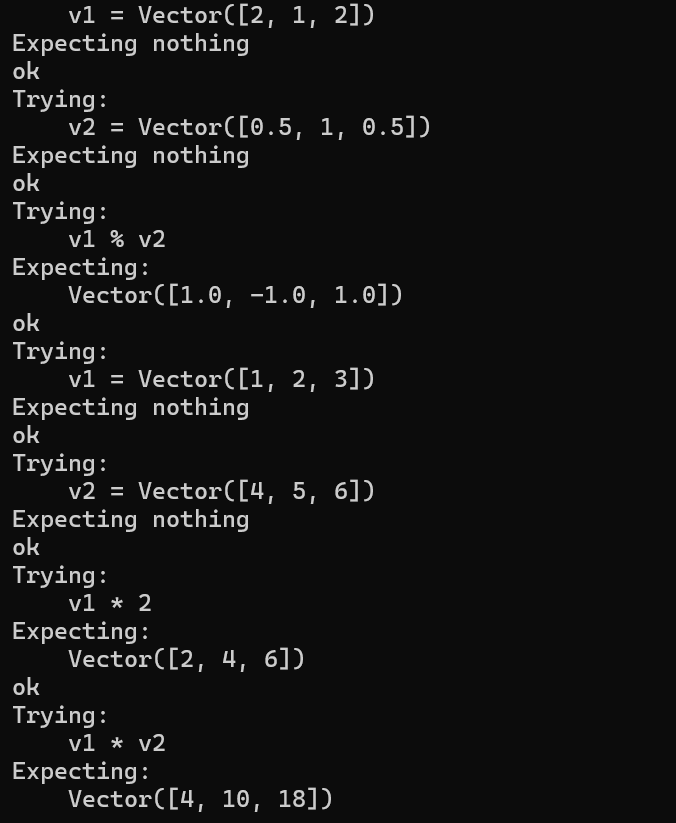 v1 = Vector([2, 1, 2])
Expecting nothing
ok
Trying:
v2 = Vector([0.5, 1, 0.5])
Expecting nothing
ok
Trying:
v1 % v2
Expecting:
Vector([1.0, -1.0, 1.0])
ok
Trying:
v1 = Vector([1, 2, 3])
Expecting nothing
ok
Trying:
v2 = Vector([4, 5, 6])
Expecting nothing
ok
Trying:
v1 * 2
Expecting:
Vector([2, 4, 6])
ok
Trying:
v1 * v2
Expecting:
Vector([4, 10, 18])